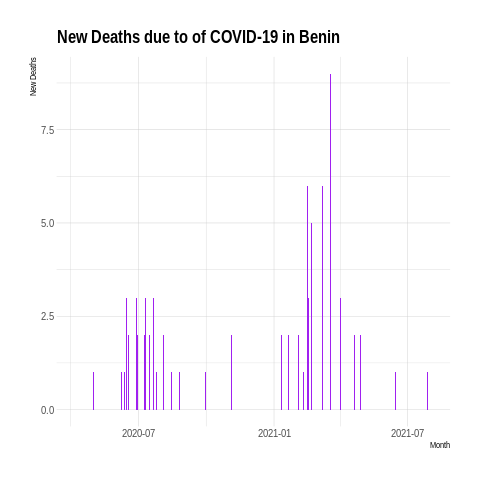 New Deaths due to of COVID-19 in Benin
New Deaths
7.5
5.0
2.5
0.0
2020-07 2021-01 2021-07
Month